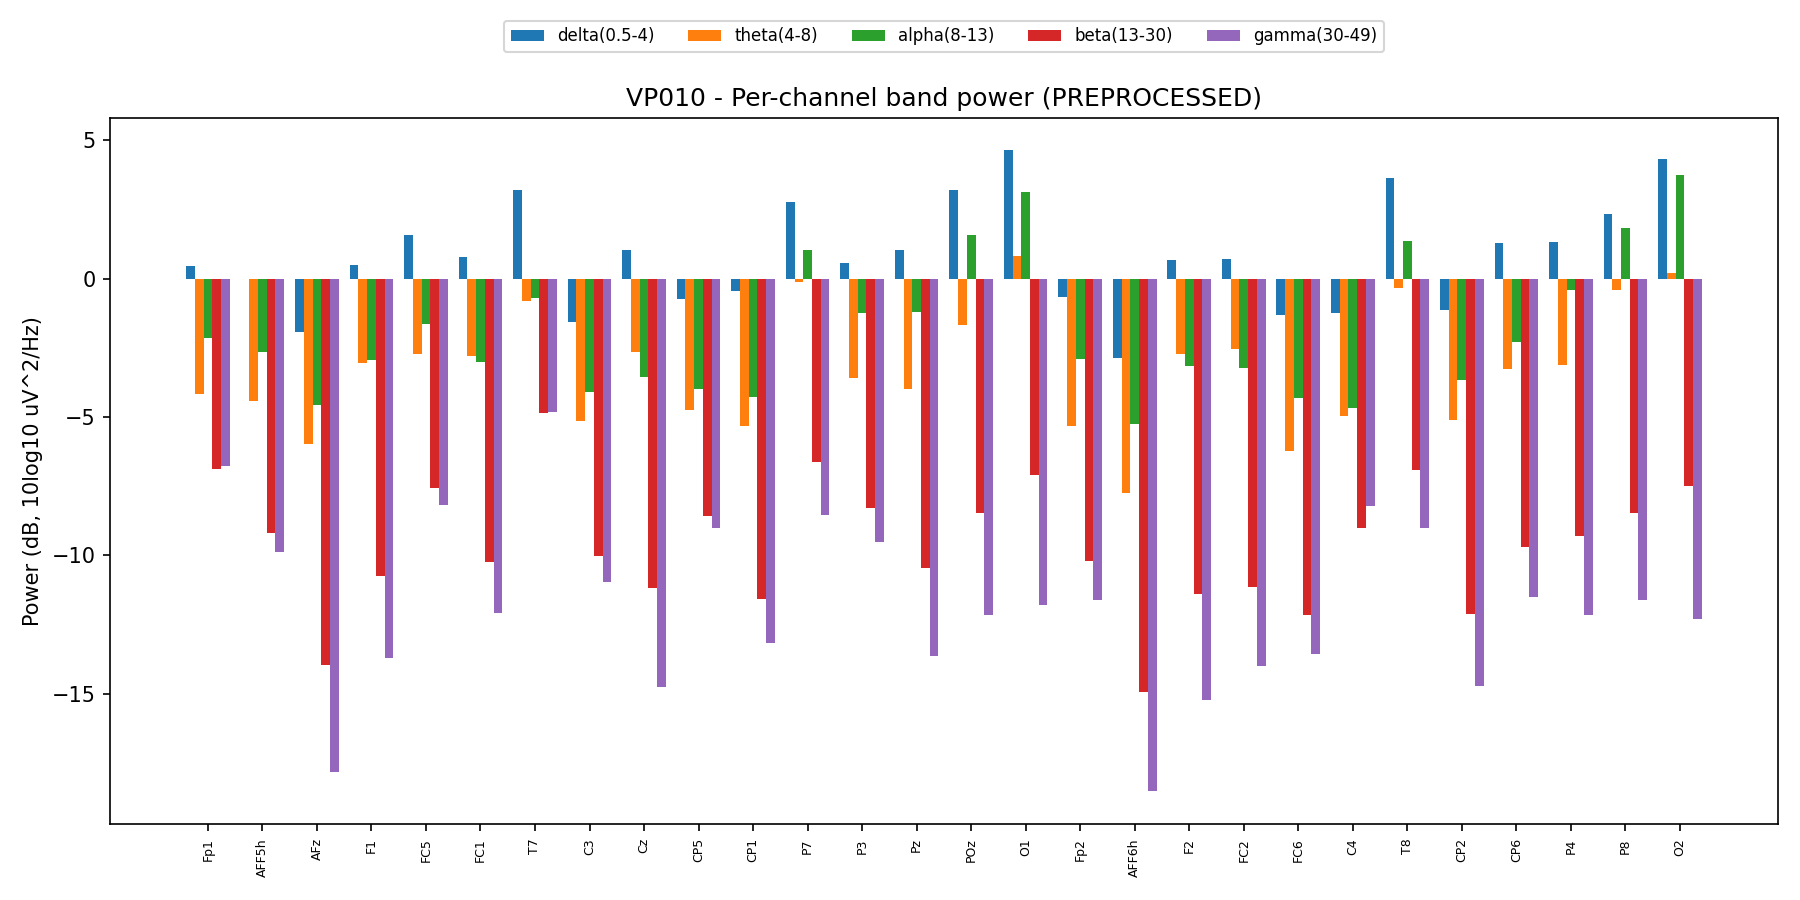 delta(0.5-4) theta(4-8) alpha(8-13) beta(13-30) gamma(30-49)
VP010 - Per-channel band power (PREPROCESSED)
Power (dB, 10log10 uV^2/Hz)
5
0
−5
−10
−15
Fp1 AFF5h AFz F1 FC5 FC1 T7 C3 Cz CP5 CP1 P7 P3 Pz POz O1 Fp2 AFF6h F2 FC2 FC6 C4 T8 CP2 CP6 P4 P8 O2